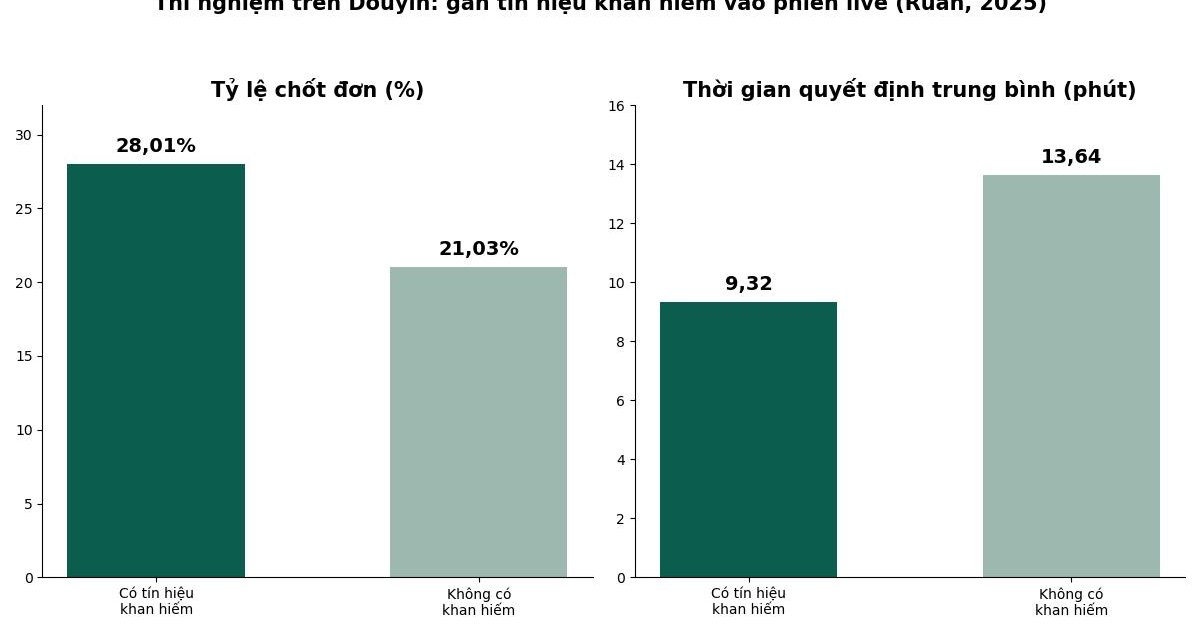 Thí nghiệm trên Douyin: gắn tín hiệu khan hiếm vào phiên live (Ruan, 2025)
Tỷ lệ chốt đơn (%)
30
25
20
15
10
5
0
28,01%
21,03%
Có tín hiệu
khan hiếm
Không có
khan hiếm
Thời gian quyết định trung bình (phút)
16
14
12
10
8
6
4
2
0
9,32
13,64
Có tín hiệu
khan hiếm
Không có
khan hiếm